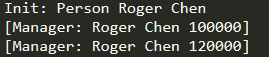 Init: Person Roger Chen
[Manager: Roger Chen 100000]
[Manager: Roger Chen 120000]